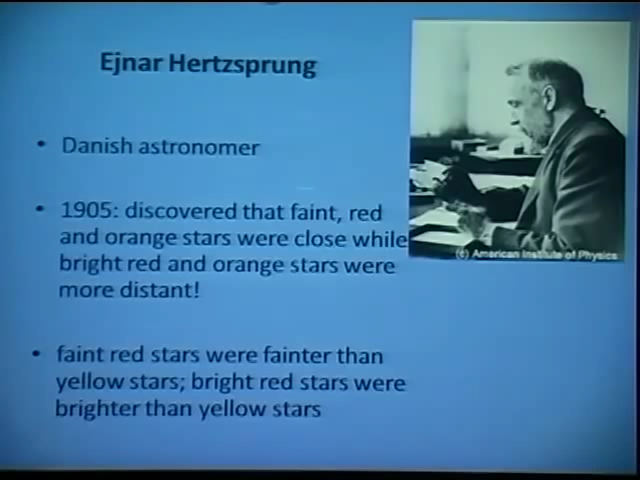 Ejnar Hertzsprung
• Danish astronomer
• 1905: discovered that faint, red
and orange stars were close while
bright red and orange stars were
more distant!
• faint red stars were fainter than
yellow stars; bright red stars were
brighter than yellow stars
(c) American Institute of Physics